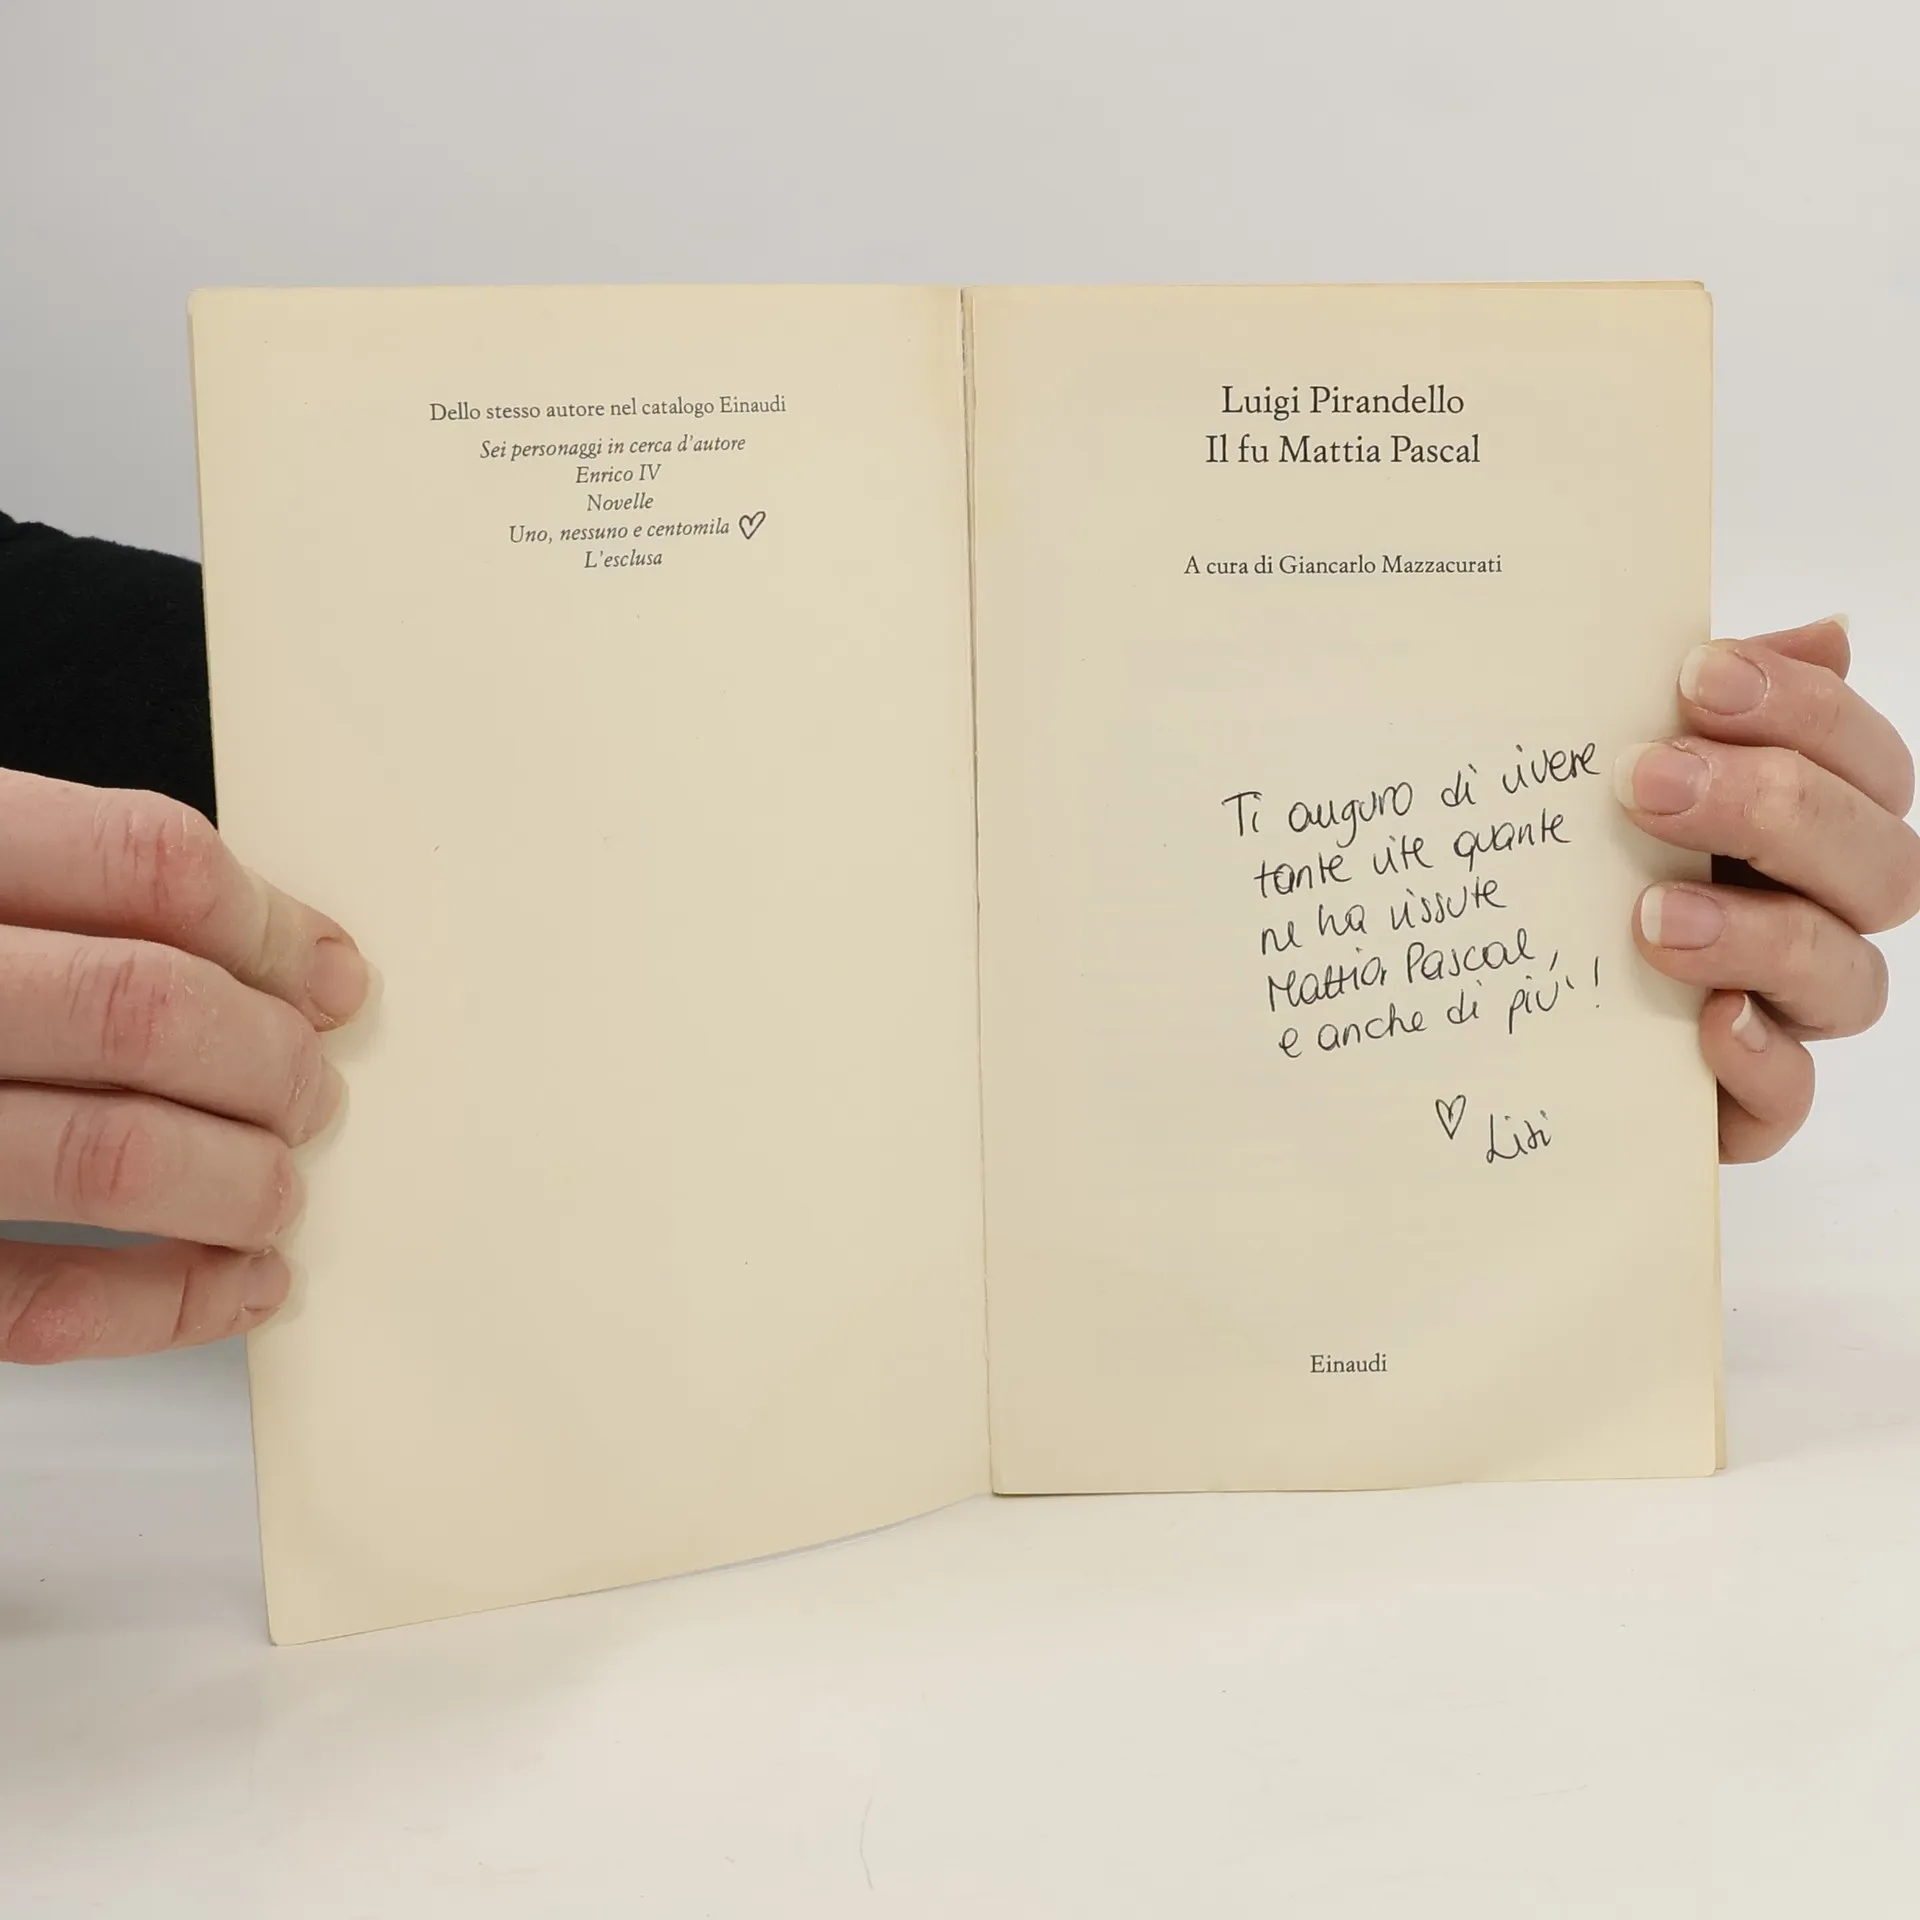 Dello stesso autore nel catalogo Einaudi
Sei personaggi in cerca d'autore
Enrico IV
Novelle
Uno, nessuno e centomila ♡
L'esclusa
Luigi Pirandello
Il fu Mattia Pascal
A cura di Giancarlo Mazzacurati
Ti auguro di vivere
tante vite quante
ne ha vissute
Mattia Pascal,
e anche di più!
♡
Einaudi